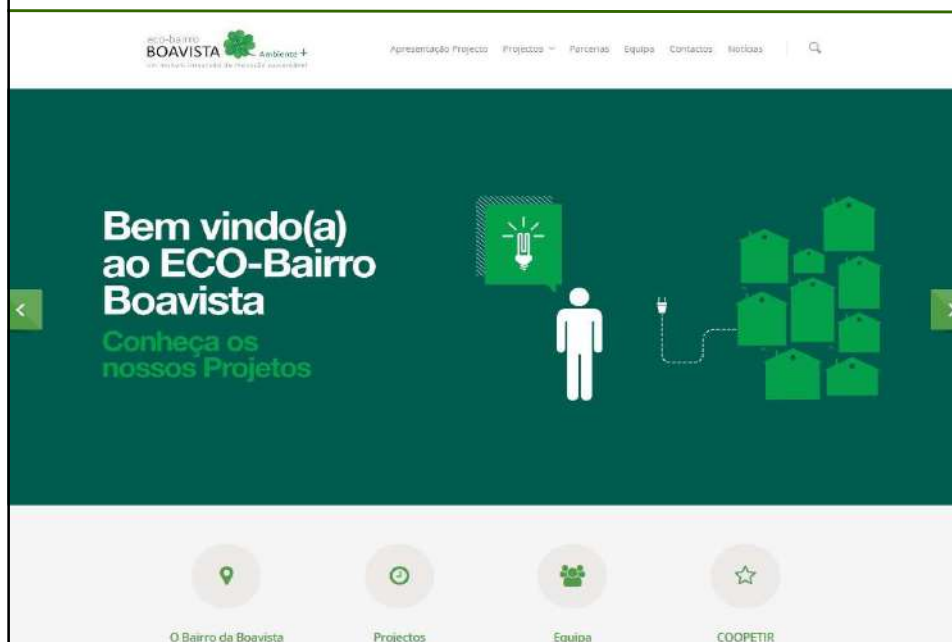 eco-bairro
BOAVISTA Ambiente +
Apresentação Projecto Projectos Parcerias Equipa Contactos Notícias
Bem vindo(a)
ao ECO-Bairro
Boavista
Conheça os
nossos Projetos
O Bairro da Boavista
Projectos
Equipa
COOPETIR